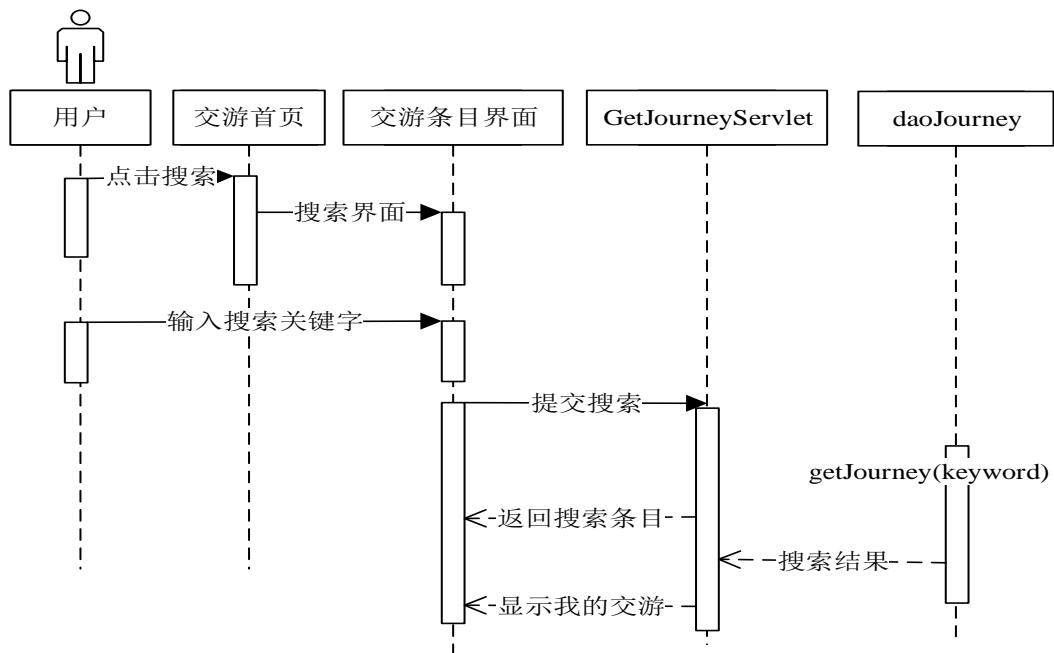 用户
交游首页
交游条目界面
GetJourneyServlet
daoJourney
点击搜索
搜索界面
输入搜索关键字
提交搜索
getJourney(keyword)
返回搜索条目
搜索结果
显示我的交游